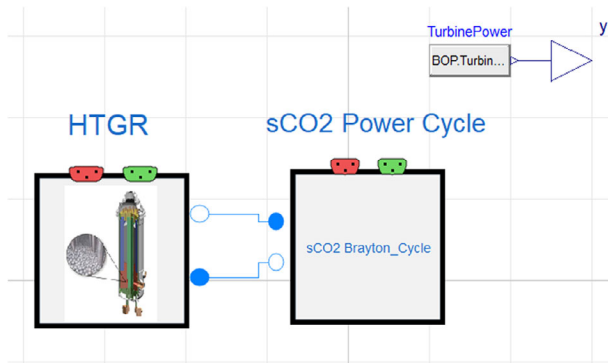 TurbinePower
y
BOP.Turbin...
HTGR
sCO2 Power Cycle
sCO2 Brayton_Cycle